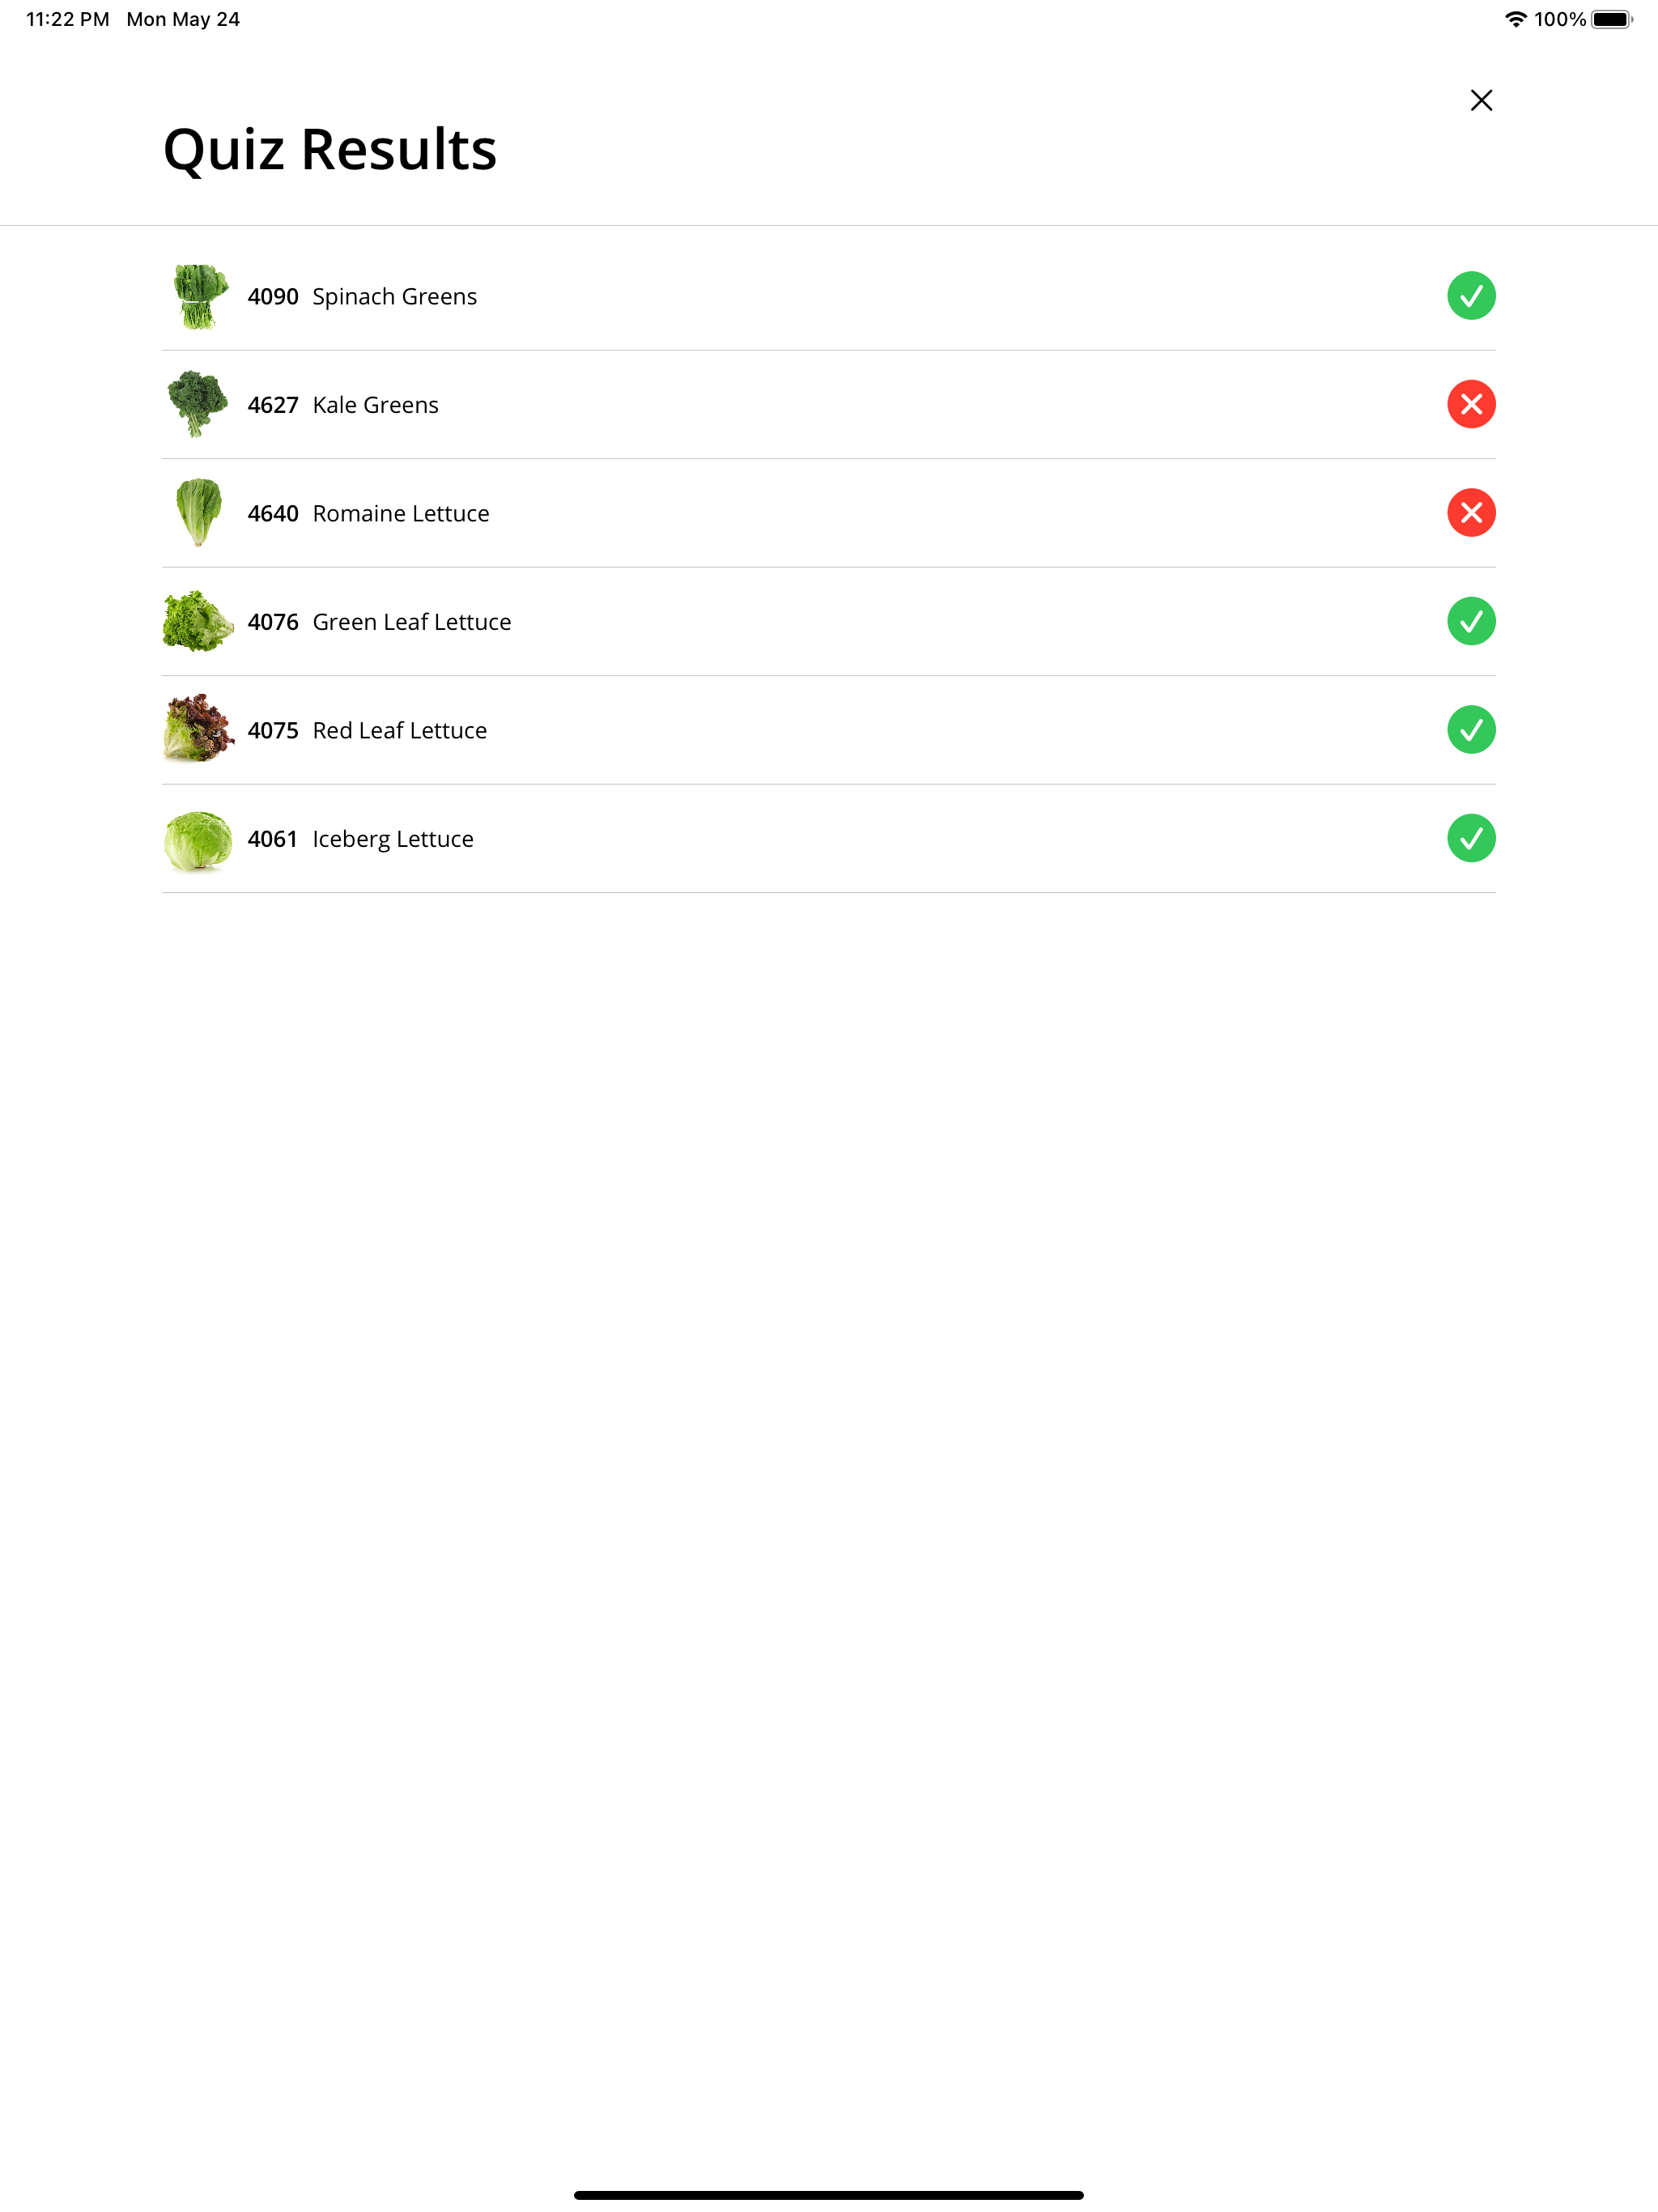 11:22 PM Mon May 24 100%
Quiz Results
4090 Spinach Greens
4627 Kale Greens
4640 Romaine Lettuce
4076 Green Leaf Lettuce
4075 Red Leaf Lettuce
4061 Iceberg Lettuce